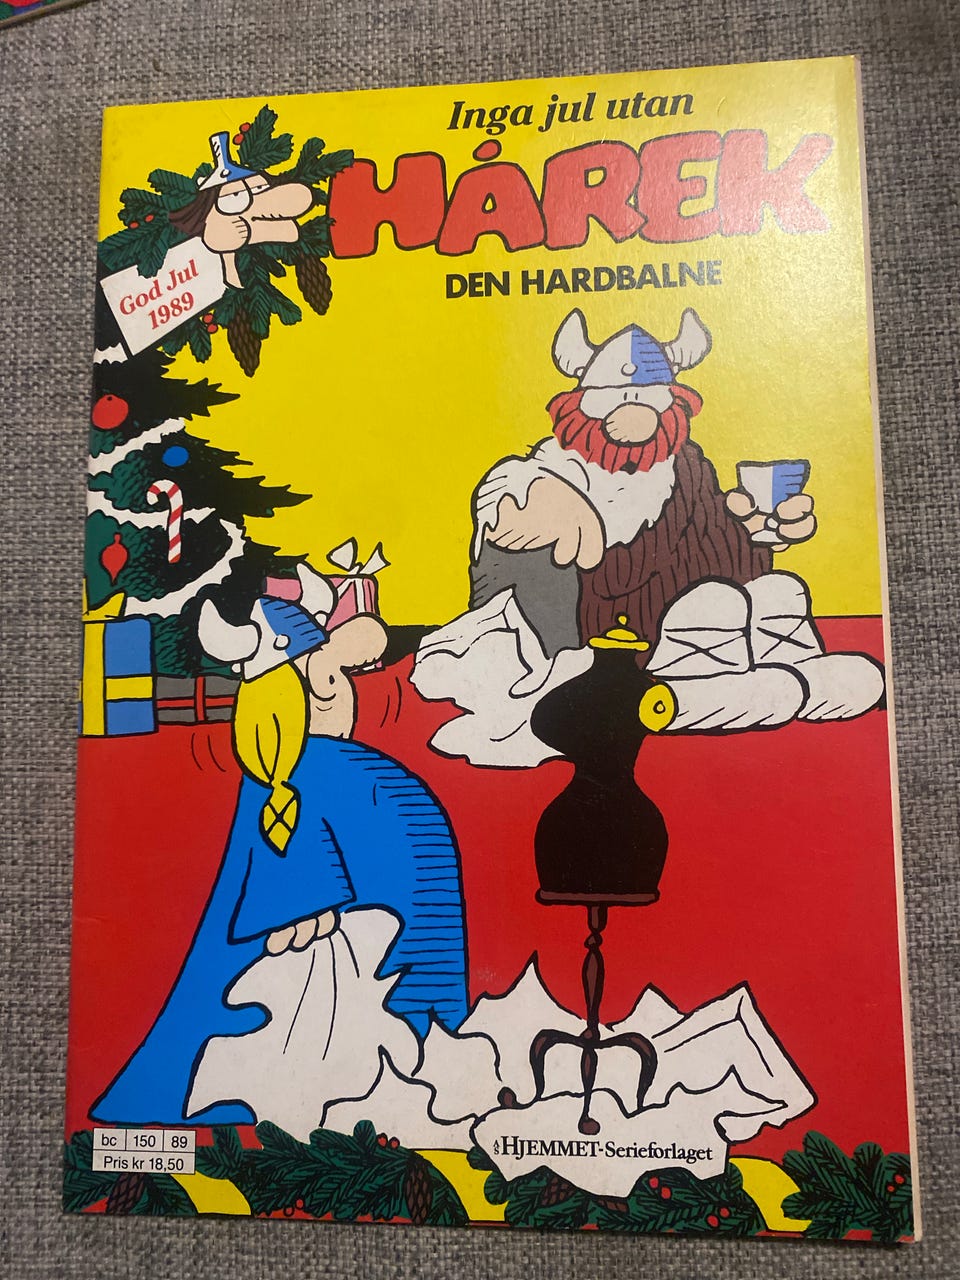 Inga jul utan
HÅREK
DEN HARDBALNE
God Jul
1989
bc 150 89
Pris kr 18,50
A/S HJEMMET-Serieforlaget